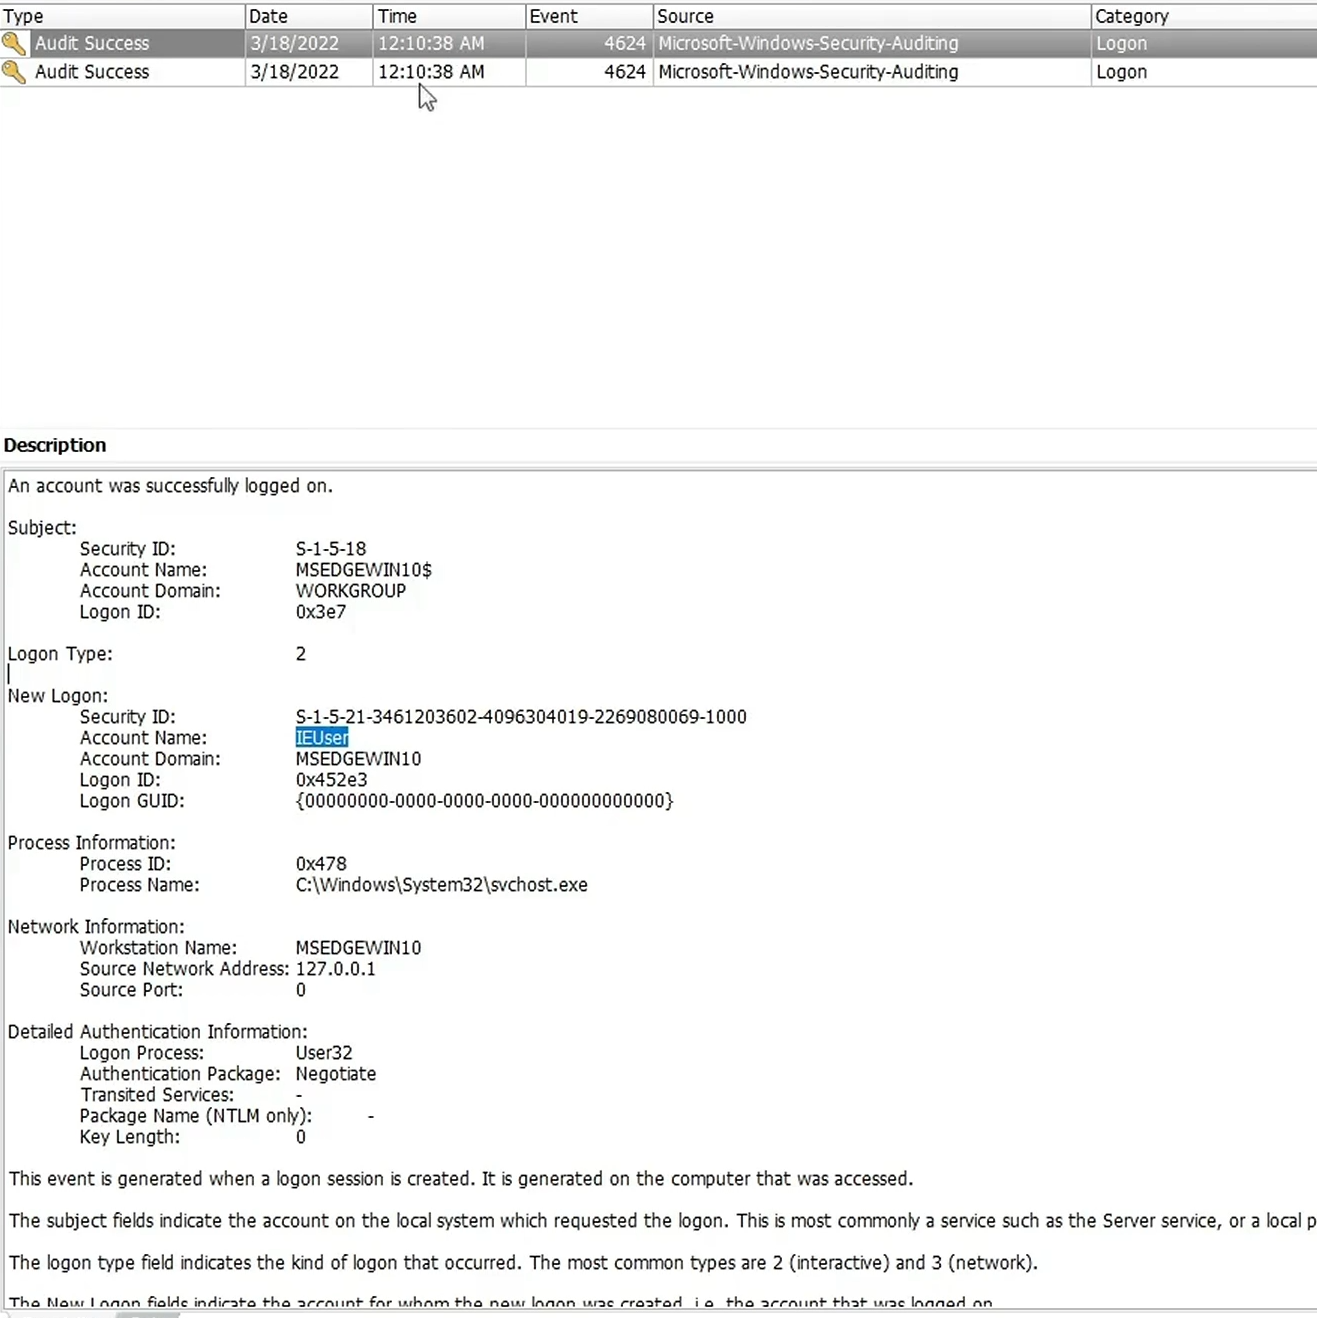 Type Date Time Event Source Category
Audit Success 3/18/2022 12:10:38 AM 4624 Microsoft-Windows-Security-Auditing Logon
Audit Success 3/18/2022 12:10:38 AM 4624 Microsoft-Windows-Security-Auditing Logon
Description
An account was successfully logged on.
Subject:
Security ID: S-1-5-18
Account Name: MSEDGEWIN10$
Account Domain: WORKGROUP
Logon ID: 0x3e7
Logon Type: 2
New Logon:
Security ID: S-1-5-21-3461203602-4096304019-2269080069-1000
Account Name: IEUser
Account Domain: MSEDGEWIN10
Logon ID: 0x452e3
Logon GUID: {00000000-0000-0000-0000-000000000000}
Process Information:
Process ID: 0x478
Process Name: C:\Windows\System32\svchost.exe
Network Information:
Workstation Name: MSEDGEWIN10
Source Network Address: 127.0.0.1
Source Port: 0
Detailed Authentication Information:
Logon Process: User32
Authentication Package: Negotiate
Transited Services: -
Package Name (NTLM only): -
Key Length: 0
This event is generated when a logon session is created. It is generated on the computer that was accessed.
The subject fields indicate the account on the local system which requested the logon. This is most commonly a service such as the Server service, or a local p
The logon type field indicates the kind of logon that occurred. The most common types are 2 (interactive) and 3 (network).
The New Logon fields indicate the account for whom the new logon was created, i.e. the account that was logged on.